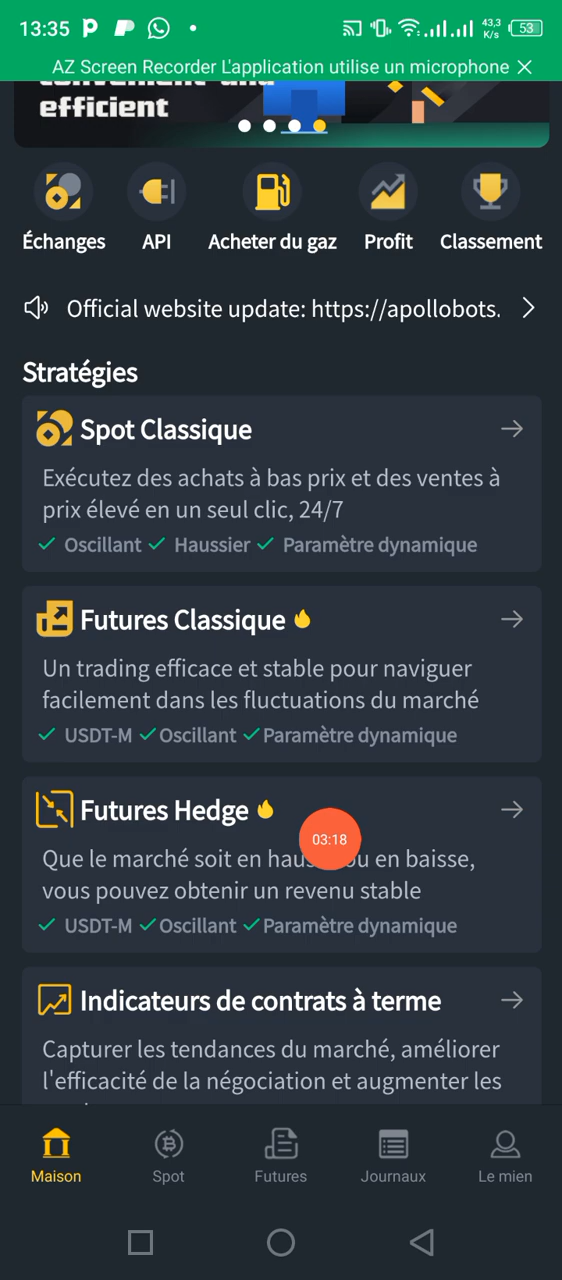 13:35
43,3
K/s
53
AZ Screen Recorder L'application utilise un microphone
convenient and
efficient
Échanges API Acheter du gaz Profit Classement
Official website update: https://apollobots.
Stratégies
Spot Classique
Exécutez des achats à bas prix et des ventes à
prix élevé en un seul clic, 24/7
Oscillant Haussier Paramètre dynamique
Futures Classique
Un trading efficace et stable pour naviguer
facilement dans les fluctuations du marché
USDT-M Oscillant Paramètre dynamique
Futures Hedge
03:18
Que le marché soit en haus ou en baisse,
vous pouvez obtenir un revenu stable
USDT-M Oscillant Paramètre dynamique
Indicateurs de contrats à terme
Capturer les tendances du marché, améliorer
l'efficacité de la négociation et augmenter les
Maison Spot Futures Journaux Le mien